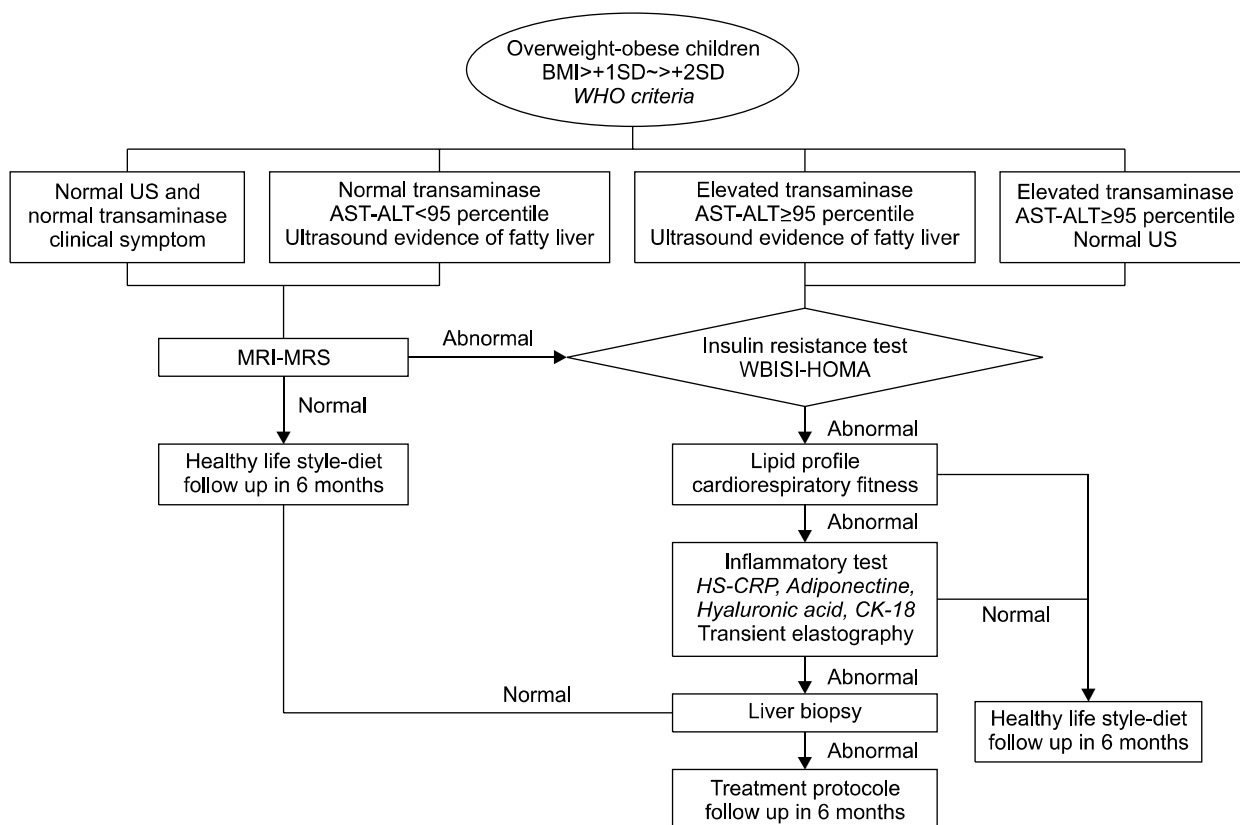 Overweight-obese children
BMI>+1SD~>+2SD
WHO criteria
Normal US and
normal transaminase
clinical symptom
Normal transaminase
AST-ALT<95 percentile
Ultrasound evidence of fatty liver
Elevated transaminase
AST-ALT≥95 percentile
Ultrasound evidence of fatty liver
Elevated transaminase
AST-ALT≥95 percentile
Normal US
MRI-MRS
Abnormal
Insulin resistance test
WBISI-HOMA
Normal
Abnormal
Healthy life style-diet
follow up in 6 months
Lipid profile
cardiorespiratory fitness
Abnormal
Inflammatory test
HS-CRP, Adiponectine,
Hyaluronic acid, CK-18
Transient elastography
Normal
Abnormal
Normal
Liver biopsy
Healthy life style-diet
follow up in 6 months
Abnormal
Treatment protocole
follow up in 6 months